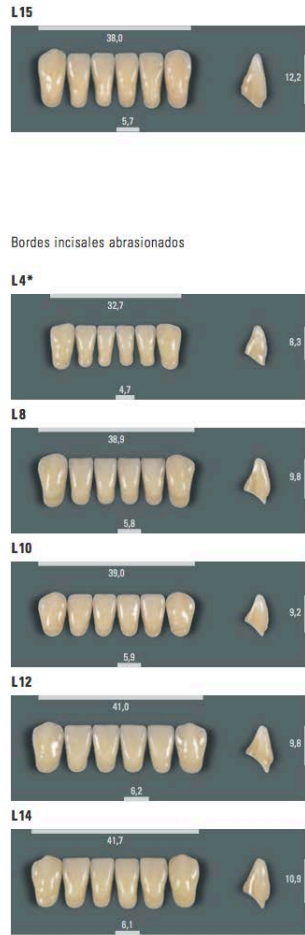 L15
38,0
12,2
5,7
Bordes incisales abrasionados
L4*
32,7
8,3
4,7
L8
38,9
9,8
5,8
L10
39,0
9,2
5,9
L12
41,0
9,8
6,2
L14
41,7
10,9
6,1